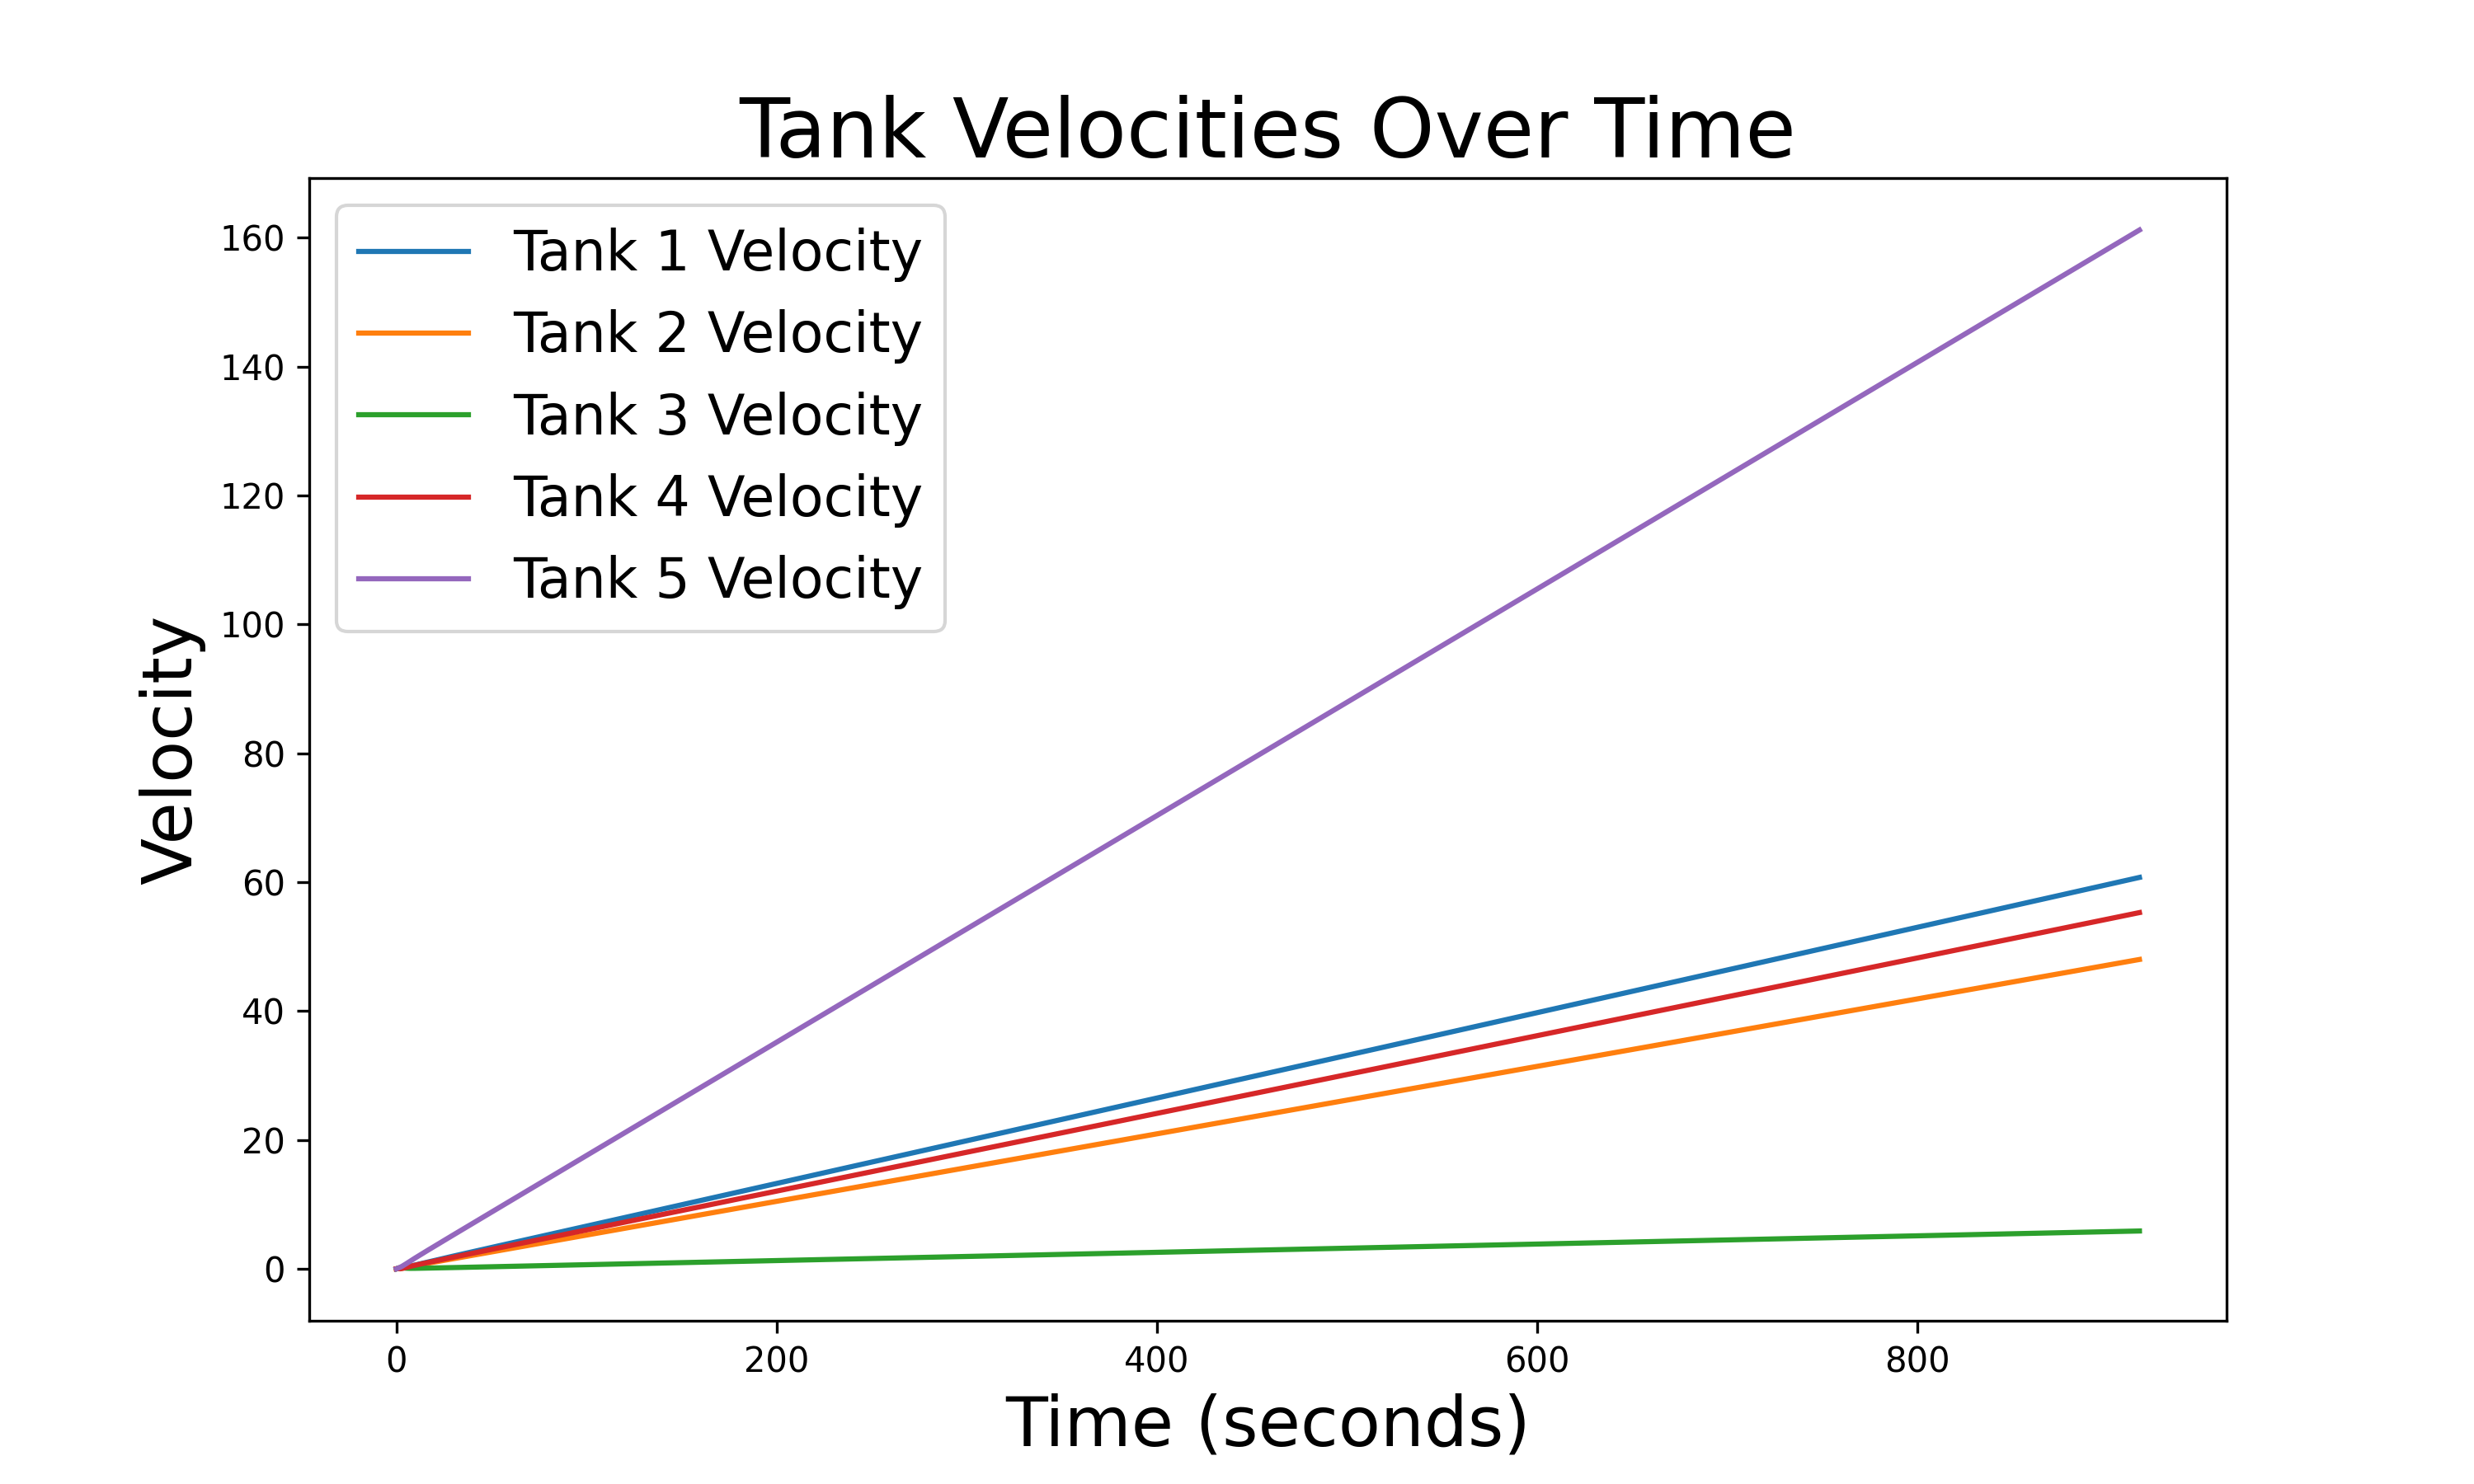 Tank Velocities Over Time
160
140
120
100
80
60
40
20
0
Velocity
Tank 1 Velocity
Tank 2 Velocity
Tank 3 Velocity
Tank 4 Velocity
Tank 5 Velocity
0 200 400 600 800
Time (seconds)